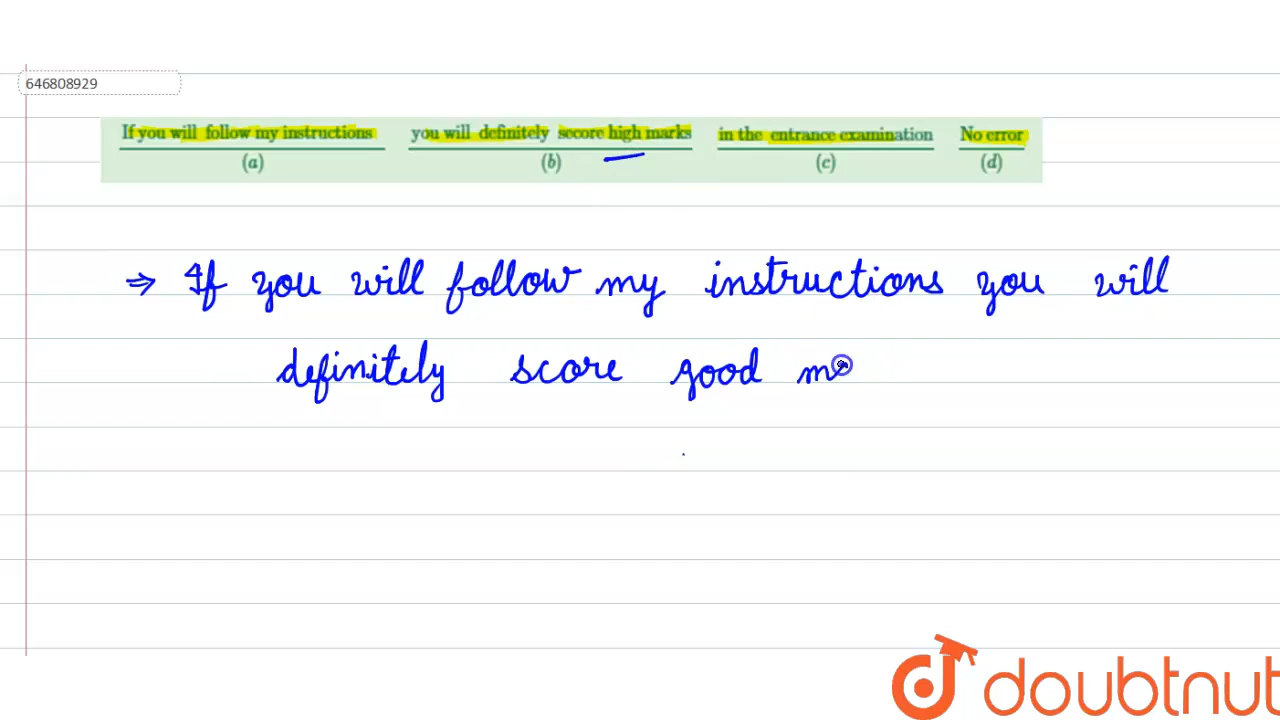 646808929
If you will follow my instructions you will definitely secore high marks in the entrance examination No error
(a) (b) (c) (d)
⇒ If you will follow my instructions you will
definitely score good m
doubtnut